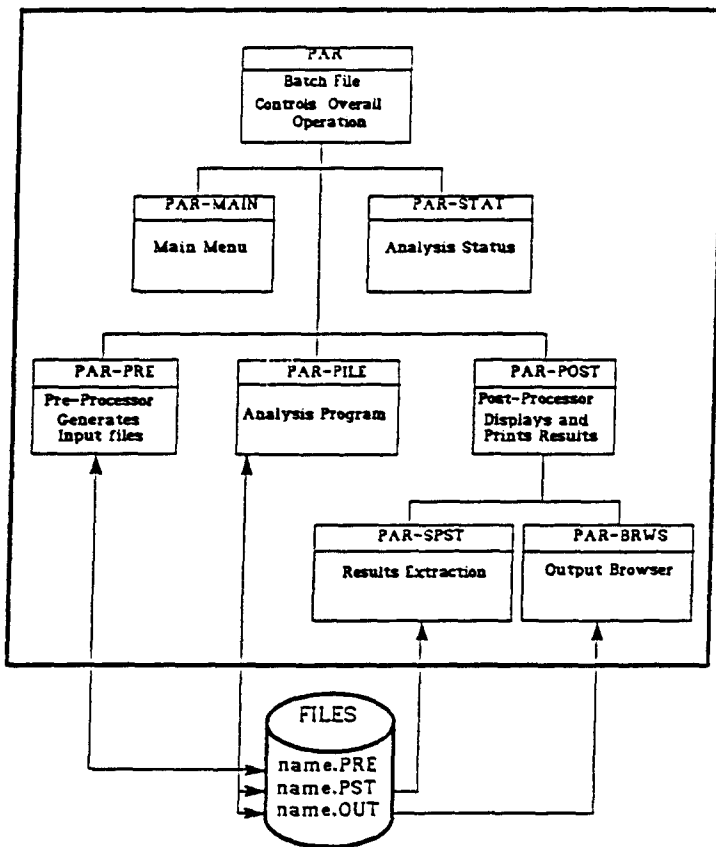 PAR
Batch File
Controls Overall
Operation
PAR-MAIN
Main Menu
PAR-STAT
Analysis Status
PAR-PRE
Pre-Processor
Generates
Input files
PAR-PILE
Analysis Program
PAR-POST
Post-Processor
Displays and
Prints Results
PAR-SPST
Results Extraction
PAR-BRWS
Output Browser
FILES
name.PRE
name.PST
name.OUT